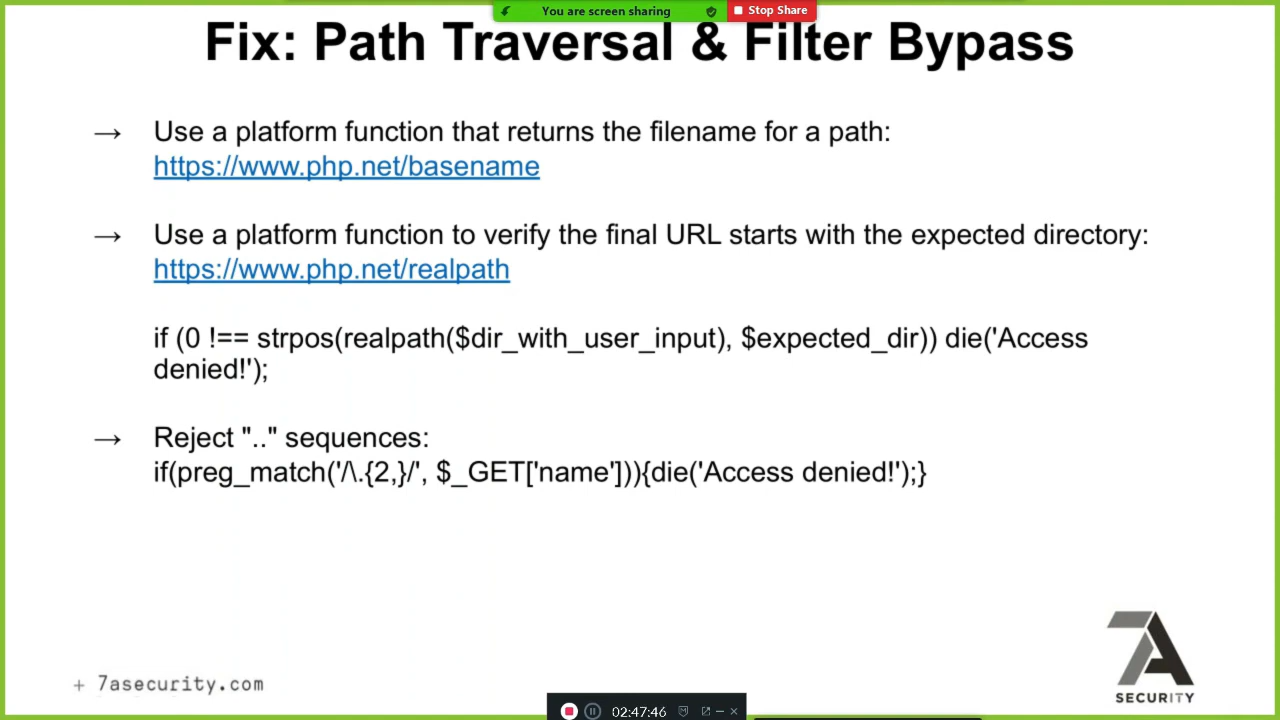 You are screen sharing
Stop Share
Fix: Path Traversal & Filter Bypass
→ Use a platform function that returns the filename for a path:
https://www.php.net/basename
→ Use a platform function to verify the final URL starts with the expected directory:
https://www.php.net/realpath
if (0 !== strpos(realpath($dir_with_user_input), $expected_dir)) die('Access
denied!');
→ Reject ".." sequences:
if(preg_match('/\.{2,}/', $_GET['name'])){die('Access denied!');}
+ 7asecurity.com
7A
SECURITY
02:47:46